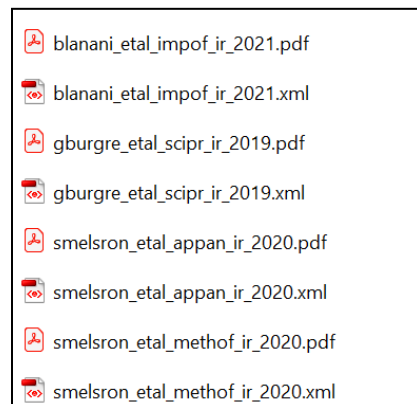 blanani_etal_impof_ir_2021.pdf
blanani_etal_impof_ir_2021.xml
gburgre_etal_scipr_ir_2019.pdf
gburgre_etal_scipr_ir_2019.xml
smelsron_etal_appan_ir_2020.pdf
smelsron_etal_appan_ir_2020.xml
smelsron_etal_methof_ir_2020.pdf
smelsron_etal_methof_ir_2020.xml